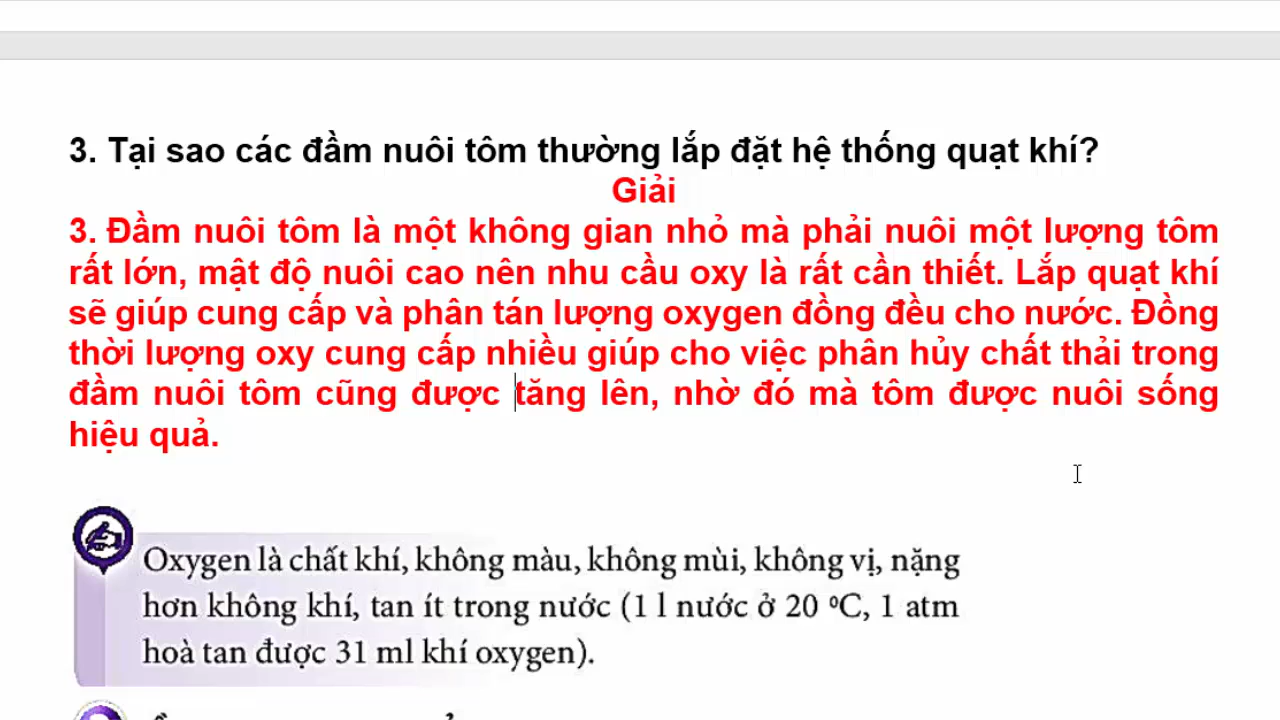 3. Tại sao các đầm nuôi tôm thường lắp đặt hệ thống quạt khí?
Giải
3. Đầm nuôi tôm là một không gian nhỏ mà phải nuôi một lượng tôm
rất lớn, mật độ nuôi cao nên nhu cầu oxy là rất cần thiết. Lắp quạt khí
sẽ giúp cung cấp và phân tán lượng oxygen đồng đều cho nước. Đồng
thời lượng oxy cung cấp nhiều giúp cho việc phân hủy chất thải trong
đầm nuôi tôm cũng được tăng lên, nhờ đó mà tôm được nuôi sống
hiệu quả.
Oxygen là chất khí, không màu, không mùi, không vị, nặng
hơn không khí, tan ít trong nước (1 l nước ở 20 ⁰C, 1 atm
hoà tan được 31 ml khí oxygen).